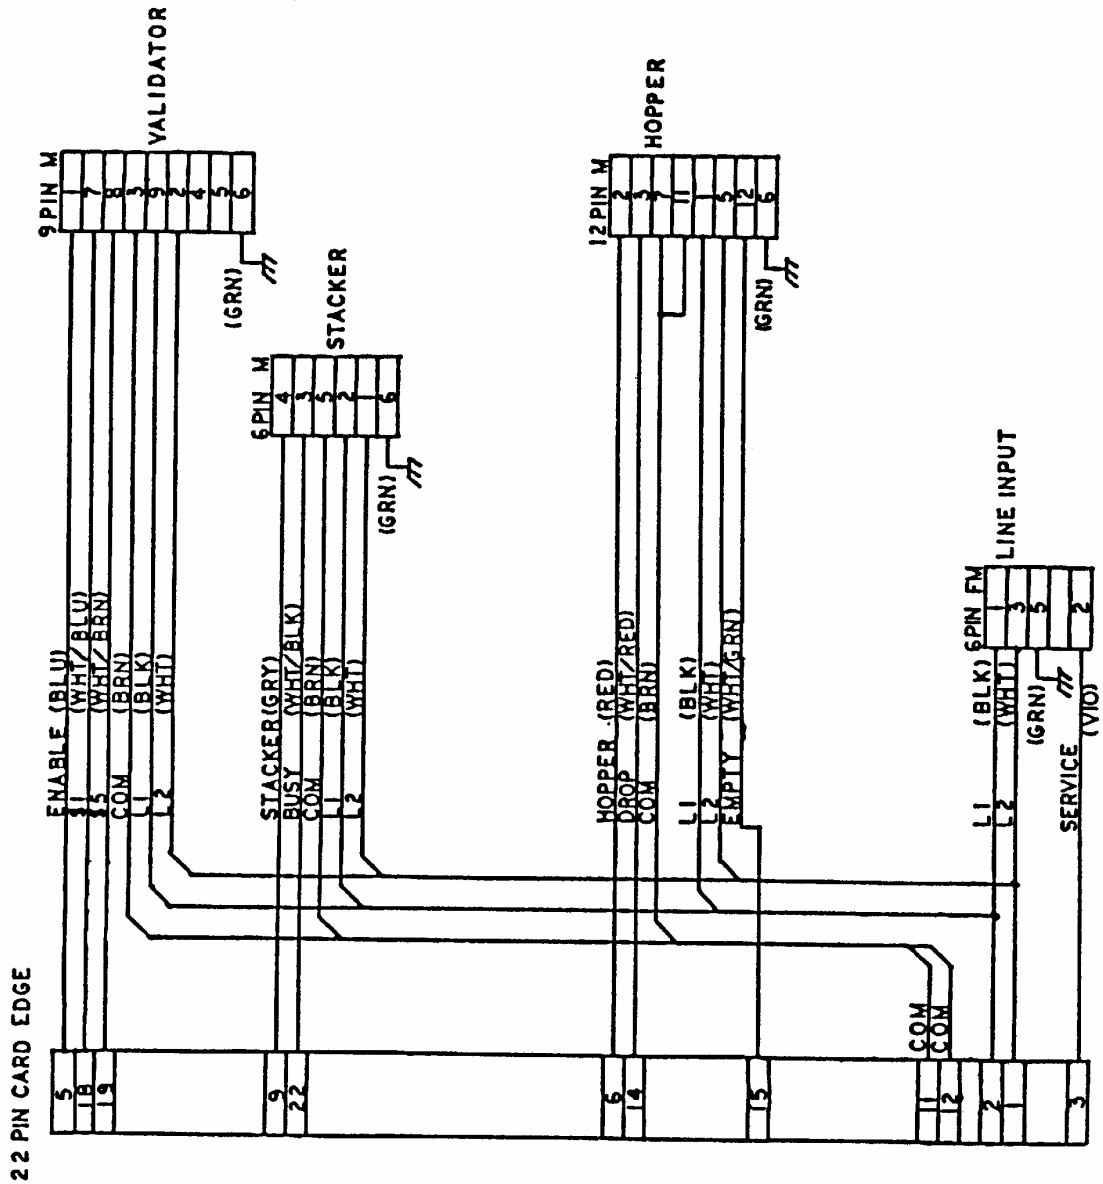 9 PIN M
VALIDATOR
1
7
8
3
9
2
4
5
6
(GRN)
ENABLE (BLU)
S1 (WHT/BLU)
S5 (WHT/BRN)
COM (BRN)
L1 (BLK)
L2 (WHT)
6 PIN M
STACKER
4
3
5
2
1
6
(GRN)
STACKER (GRY)
BUSY (WHT/BLK)
COM (BRN)
L1 (BLK)
L2 (WHT)
12 PIN M
HOPPER
2
3
7
11
1
5
12
6
(GRN)
HOPPER (RED)
DROP (WHT/RED)
COM (BRN)
L1 (BLK)
L2 (WHT)
EMPTY (WHT/GRN)
6 PIN FM
LINE INPUT
1
3
5
2
L1 (BLK)
L2 (WHT)
(GRN)
SERVICE (VIO)
COM
COM
22 PIN CARD EDGE
5
18
19
9
22
6
14
15
11
12
2
1
3